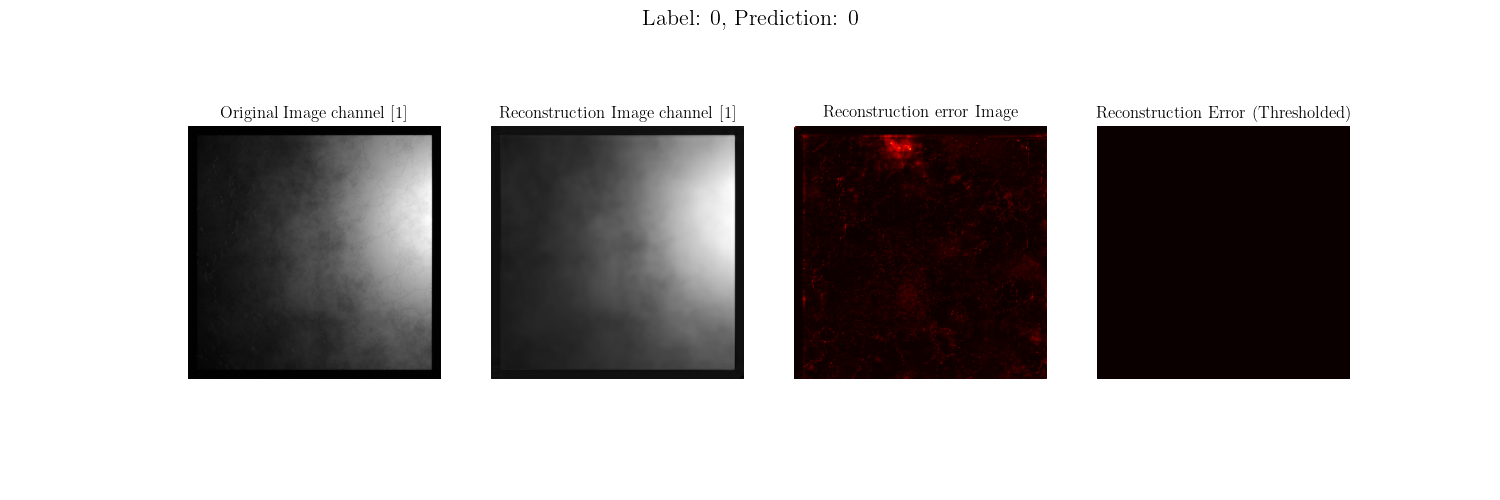 Label: 0, Prediction: 0
Original Image channel [1]
Reconstruction Image channel [1]
Reconstruction error Image
Reconstruction Error (Thresholded)